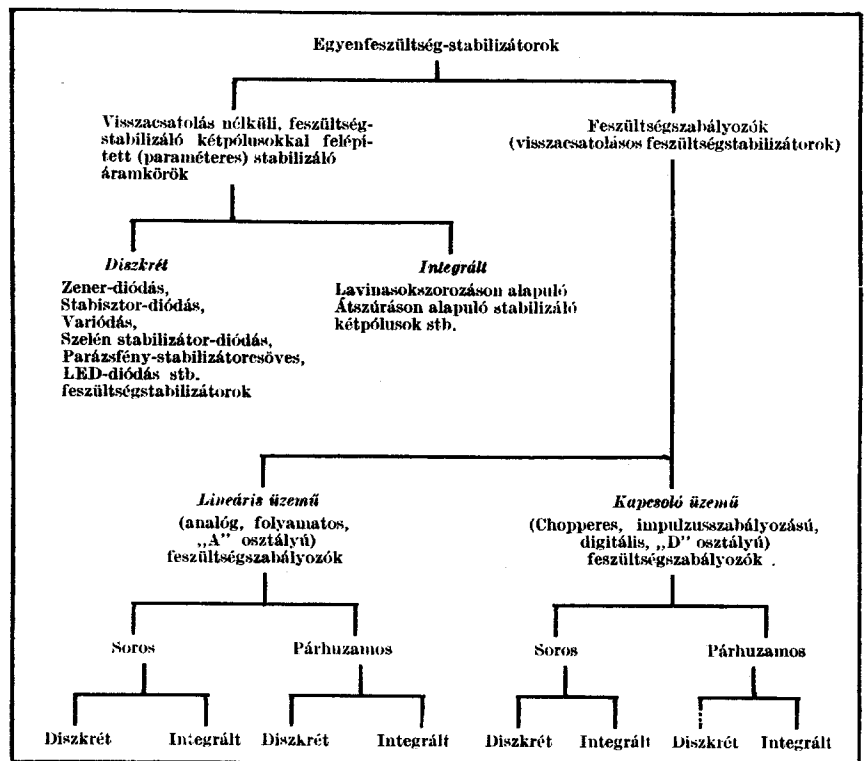 Egyenfeszültség-stabilizátorok
Visszacsatolás nélküli, feszültség-
stabilizáló kétpólusokkal felépí-
tett (paraméteres) stabilizáló
áramkörök
Feszültségszabályozók
(visszacsatolásos feszültségstabilizátorok)
Diszkrét
Zener-diódás,
Stabisztor-diódás,
Variódás,
Szelén stabilizátor-diódás,
Parázsfény-stabilizátorcsöves,
LED-diódás stb.
feszültségstabilizátorok
Integrált
Lavinasokszorozáson alapuló
Átszúráson alapuló stabilizáló
kétpólusok stb.
Lineáris üzemű
(analóg, folyamatos,
„A” osztályú)
feszültségszabályozók
Kapcsoló üzemű
(Chopperes, impulzusszabályozású,
digitális, „D” osztályú)
feszültségszabályozók
Soros
Párhuzamos
Soros
Párhuzamos
Diszkrét
Integrált
Diszkrét
Integrált
Diszkrét
Integrált
Diszkrét
Integrált